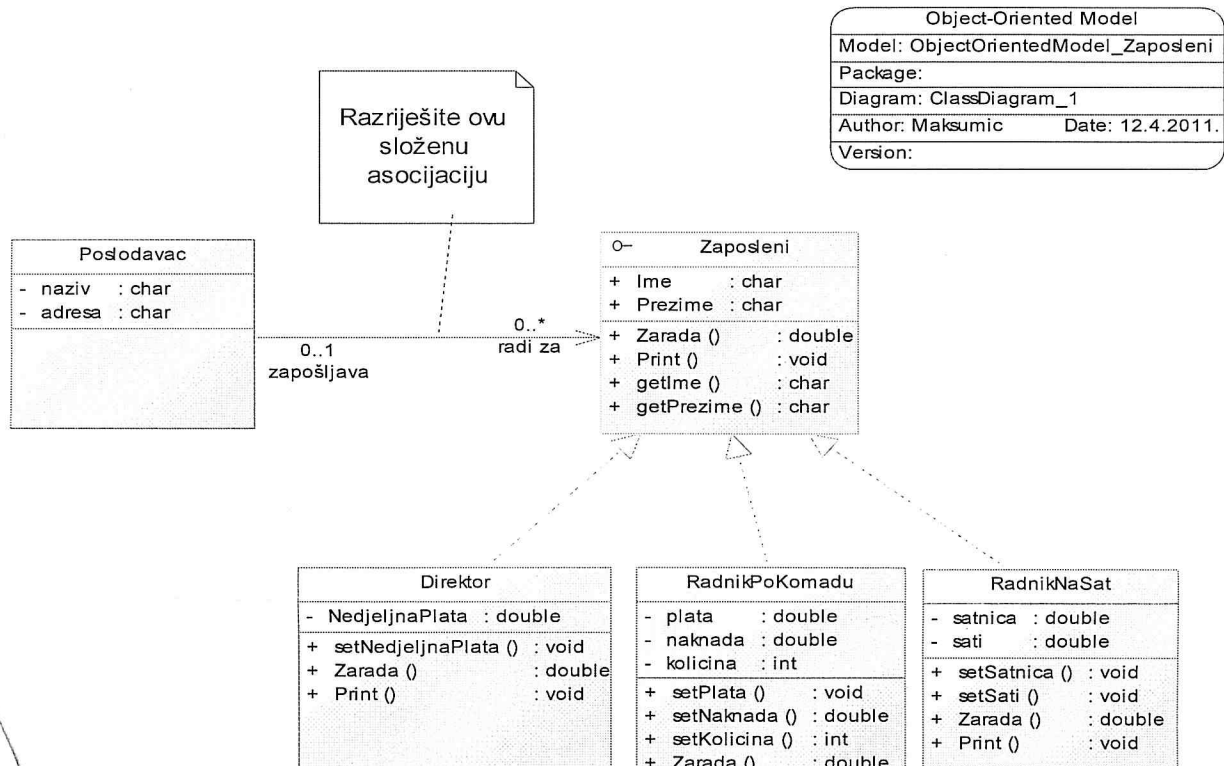 Object-Oriented Model
Model: ObjectOrientedModel_Zaposleni
Package:
Diagram: ClassDiagram_1
Author: Maksumic Date: 12.4.2011.
Version:
Razriješite ovu
složenu
asocijaciju
Poslodavac
- naziv : char
- adresa : char
0..1
zapošljava
0..*
radi za
Zaposleni
+ Ime : char
+ Prezime : char
+ Zarada () : double
+ Print () : void
+ getIme () : char
+ getPrezime () : char
Direktor
- NedjeljnaPlata : double
+ setNedjeljnaPlata () : void
+ Zarada () : double
+ Print () : void
RadnikPoKomadu
- plata : double
- naknada : double
- kolicina : int
+ setPlata () : void
+ setNaknada () : double
+ setKolicina () : int
+ Zarada () : double
RadnikNaSat
- satnica : double
- sati : double
+ setSatnica () : void
+ setSati () : void
+ Zarada () : double
+ Print () : void